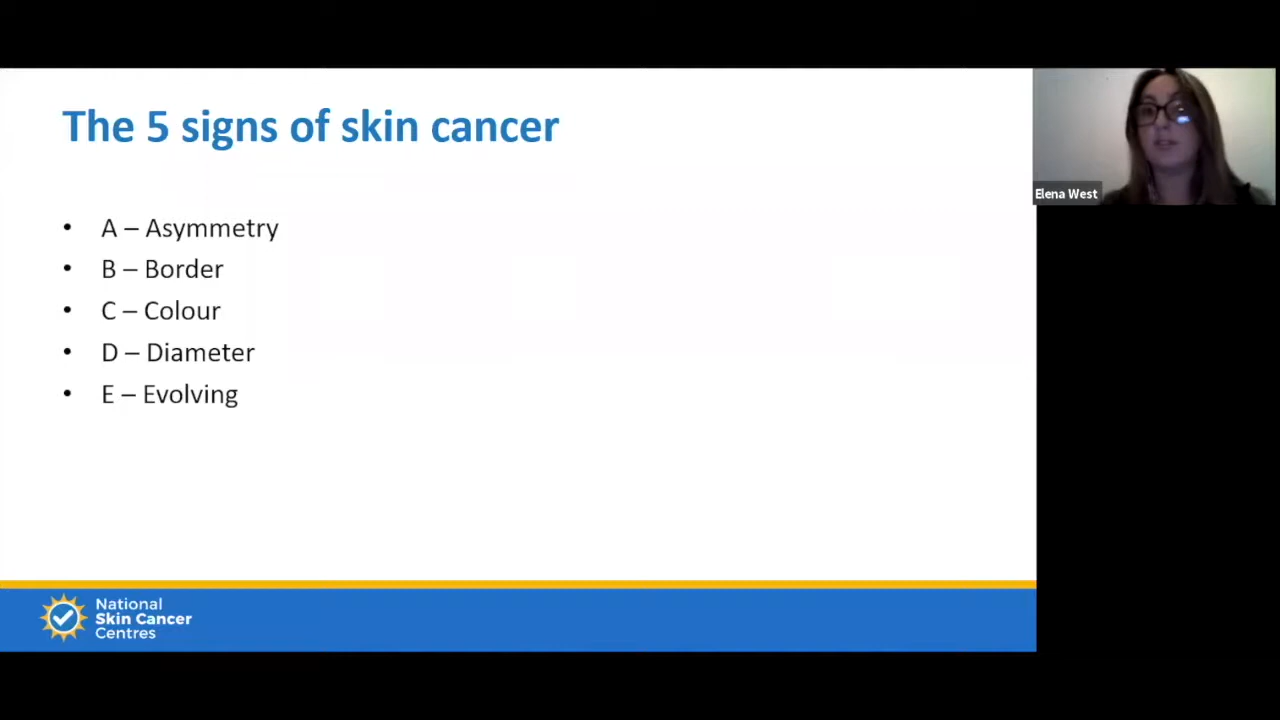 The 5 signs of skin cancer
• A – Asymmetry
• B – Border
• C – Colour
• D – Diameter
• E – Evolving
National
Skin Cancer
Centres
Elena West